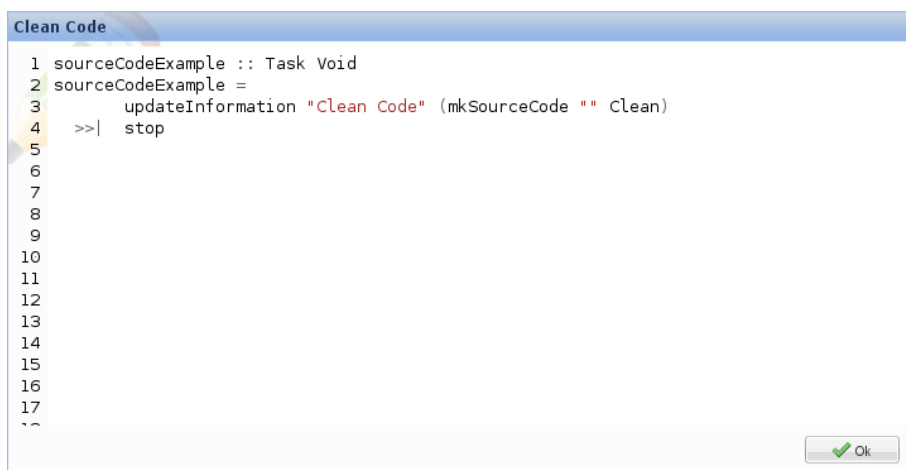 Clean Code
1 sourceCodeExample :: Task Void
2 sourceCodeExample =
3 updateInformation "Clean Code" (mkSourceCode "" Clean)
4 >>| stop
5
6
7
8
9
10
11
12
13
14
15
16
17
Ok